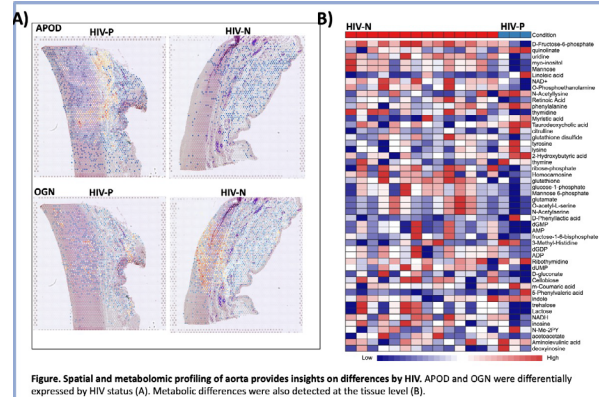 A)
APOD
HIV-P
HIV-N
OGN
HIV-P
HIV-N
B)
HIV-N
HIV-P
Condition
D-Fructose-6-phosphate
quinolinate
uridine
myo-inositol
Mannose
Linoleic acid
NAD+
O-Phosphoethanolamine
N-Acetyllysine
Retinoic Acid
phenylalanine
thymidine
Myristic acid
Taurodeoxycholic acid
citrulline
glutathione disulfide
tyrosine
lysine
2-Hydroxybutyric acid
thymine
ribose-phosphate
Homocarnosine
glutathione
glucose-1-phosphate
Mannose 6-phosphate
glutamate
O-acetyl-L-serine
N-Acetylserine
D-Phenyllactic acid
dGMP
AMP
fructose-1-6-bisphosphate
3-Methyl-Histidine
dGDP
ADP
Ribothymidine
dUMP
D-gluconate
Cellobiose
m-Coumaric acid
5-Phenylvaleric acid
indole
trehalose
Lactose
NADH
inosine
N-Me-2PY
acetoacetate
Aminolevulinic acid
deoxyinosine
Low
High
Figure. Spatial and metabolomic profiling of aorta provides insights on differences by HIV. APOD and OGN were differentially
expressed by HIV status (A). Metabolic differences were also detected at the tissue level (B).